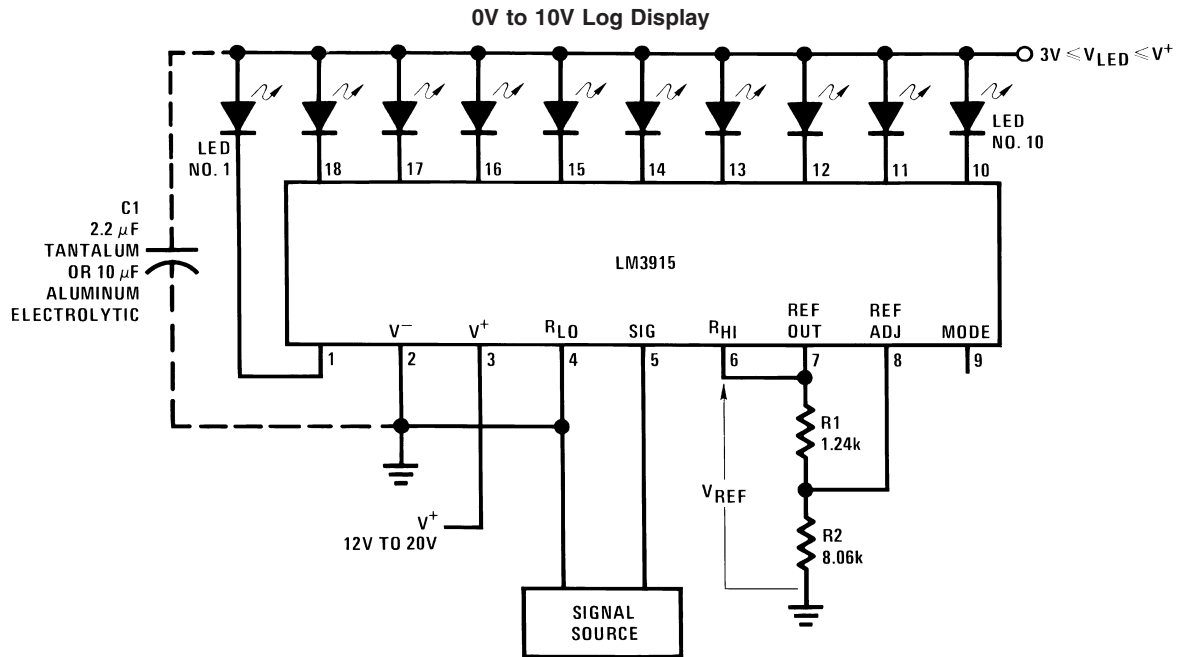 0V to 10V Log Display
3V ≤ V_LED ≤ V⁺
LED
NO. 1
LED
NO. 10
18
17
16
15
14
13
12
11
10
C1
2.2 μF
TANTALUM
OR 10 μF
ALUMINUM
ELECTROLYTIC
LM3915
V⁻
V⁺
R_LO
SIG
R_HI
REF
OUT
REF
ADJ
MODE
1
2
3
4
5
6
7
8
9
R1
1.24k
V_REF
R2
8.06k
V⁺
12V TO 20V
SIGNAL
SOURCE